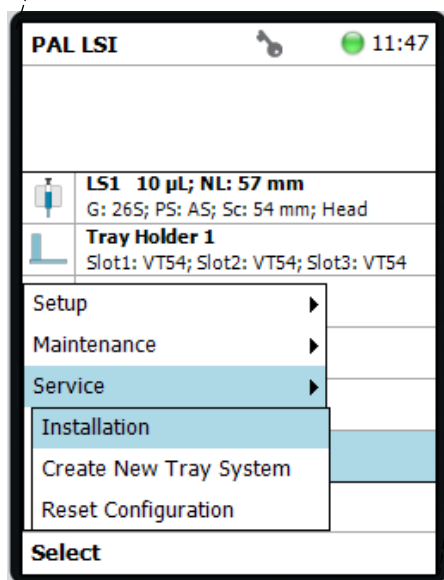 PAL LSI 11:47
LS1 10 µL; NL: 57 mm
G: 26S; PS: AS; Sc: 54 mm; Head
Tray Holder 1
Slot1: VT54; Slot2: VT54; Slot3: VT54
Setup
Maintenance
Service
Installation
Create New Tray System
Reset Configuration
Select